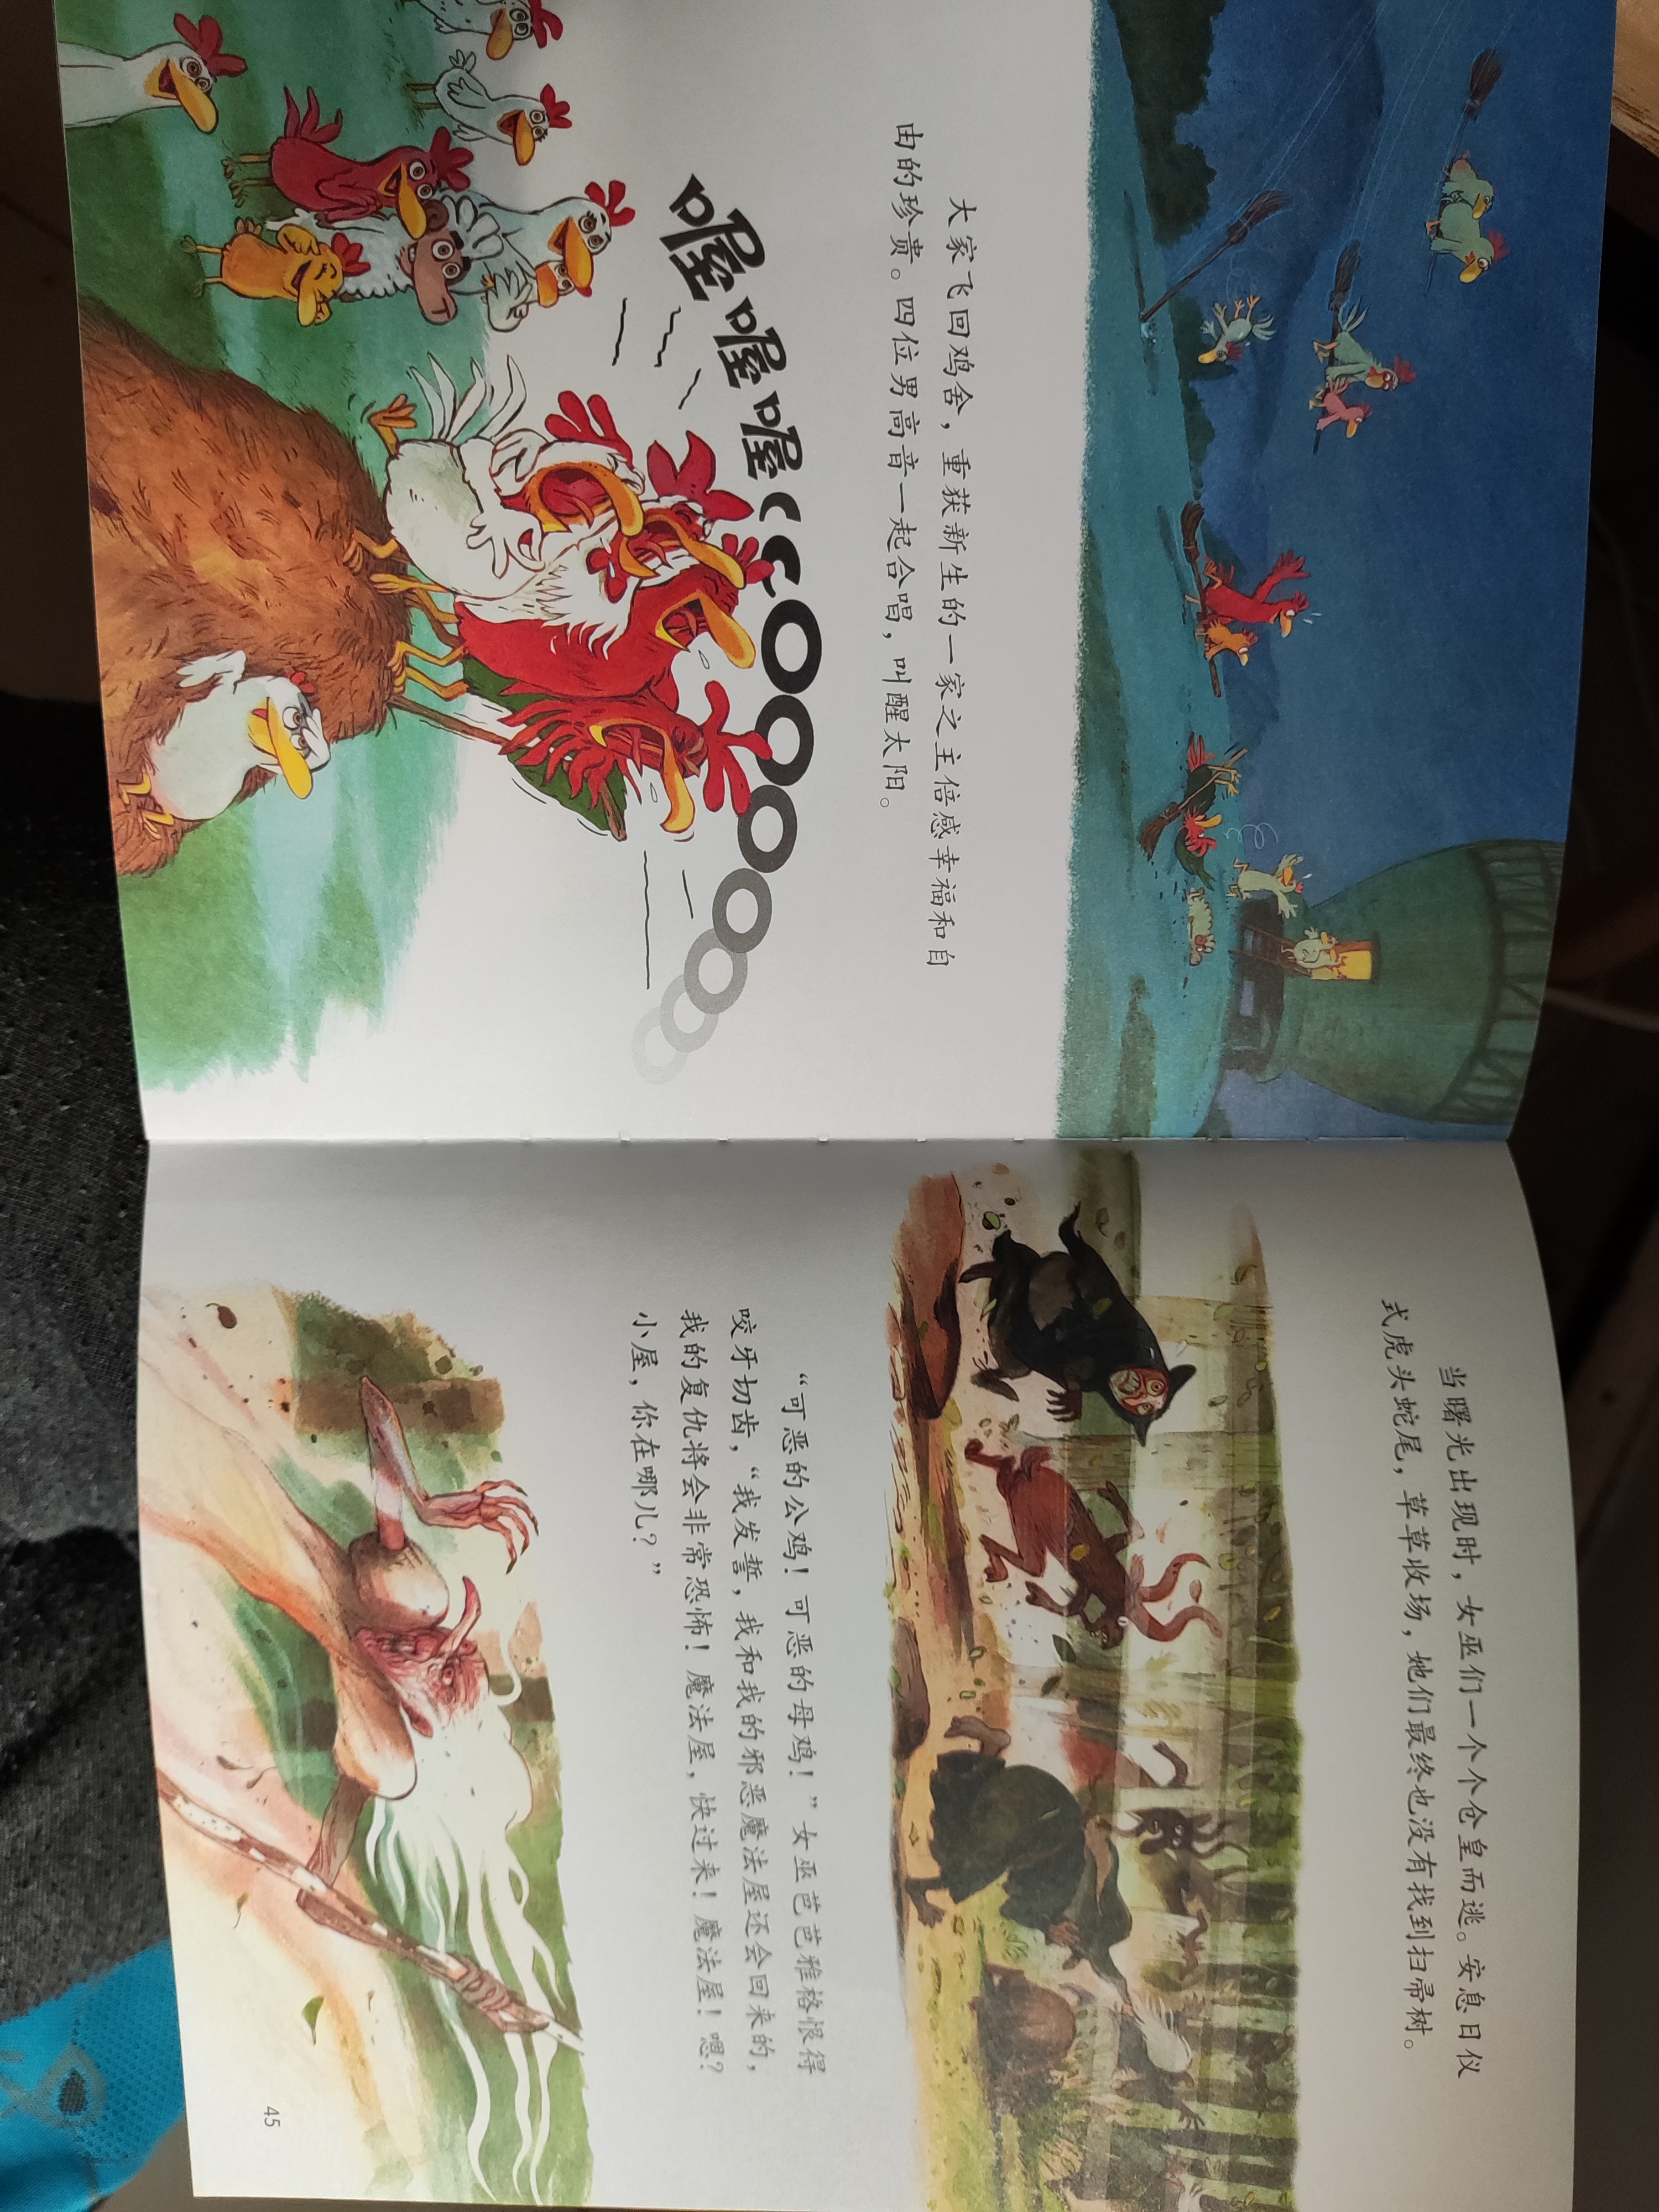 大家飞回鸡舍，重获新生的一家之主倍感幸福和自
由的珍贵。四位男高音一起合唱，叫醒太阳。
喔喔喔CCOOOOOOOO
当曙光出现时，女巫们一个个仓皇而逃。安息日仪
式虎头蛇尾，草草收场，她们最终也没有找到扫帚树。
“可恶的公鸡！可恶的母鸡！”女巫芭芭雅格恨得
咬牙切齿，“我发誓，我和我的邪恶魔法屋还会回来的，
我的复仇将会非常恐怖！魔法屋，快过来！魔法屋！嗯？
小屋，你在哪儿？”
45